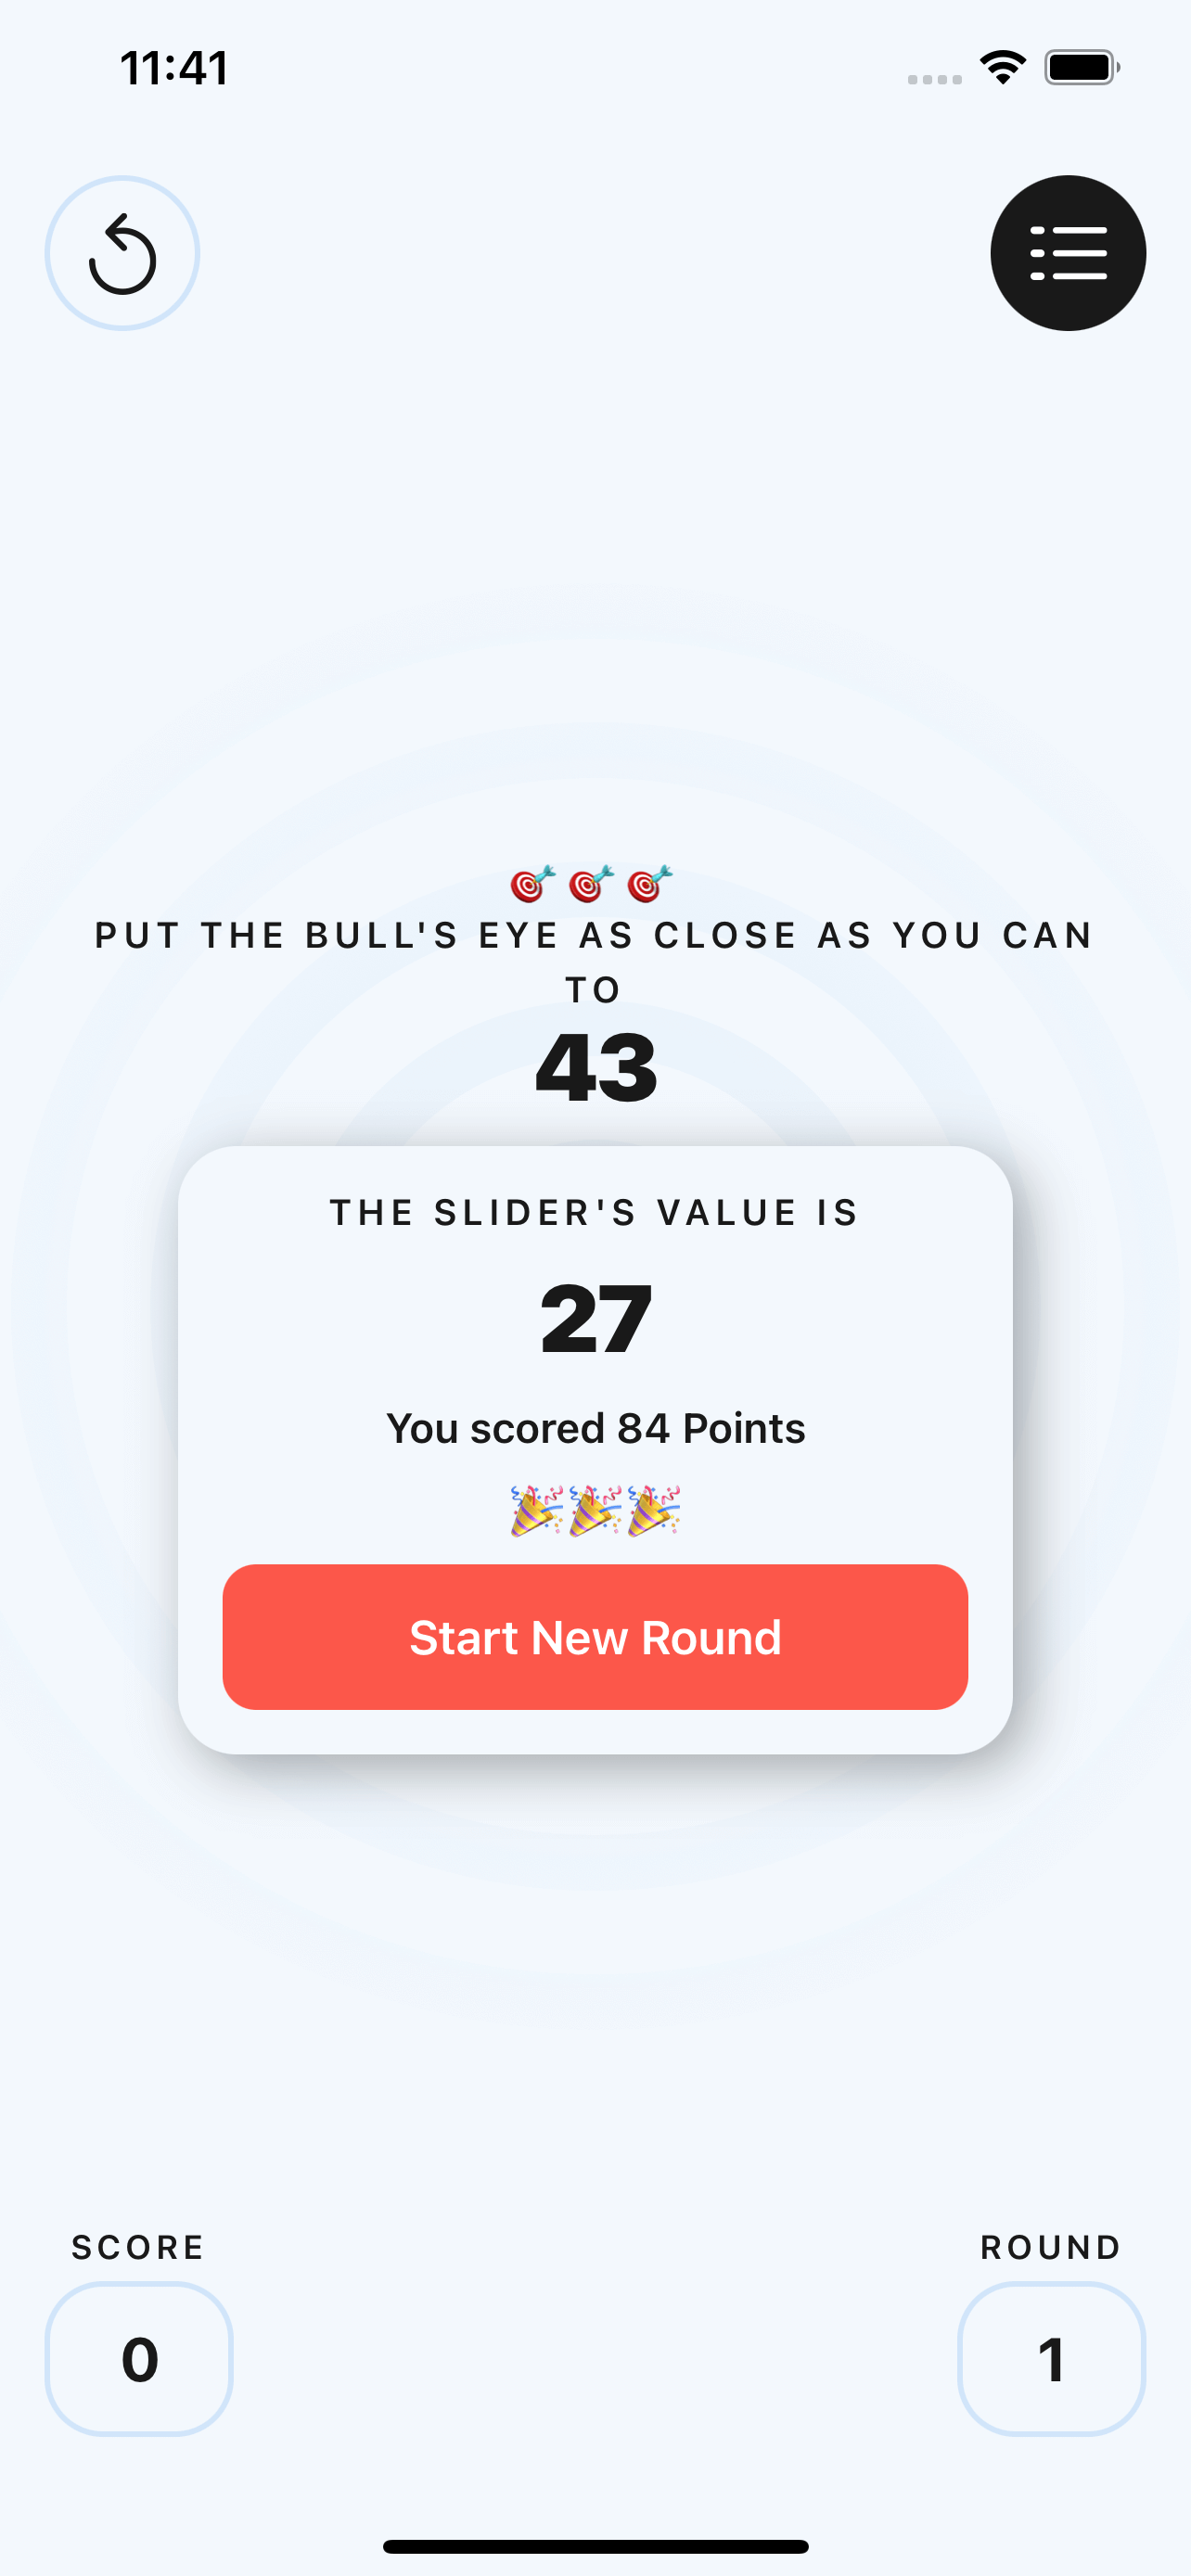 11:41
🎯🎯🎯
PUT THE BULL'S EYE AS CLOSE AS YOU CAN
TO
43
THE SLIDER'S VALUE IS
27
You scored 84 Points
🎉🎉🎉
Start New Round
SCORE
ROUND
0
1